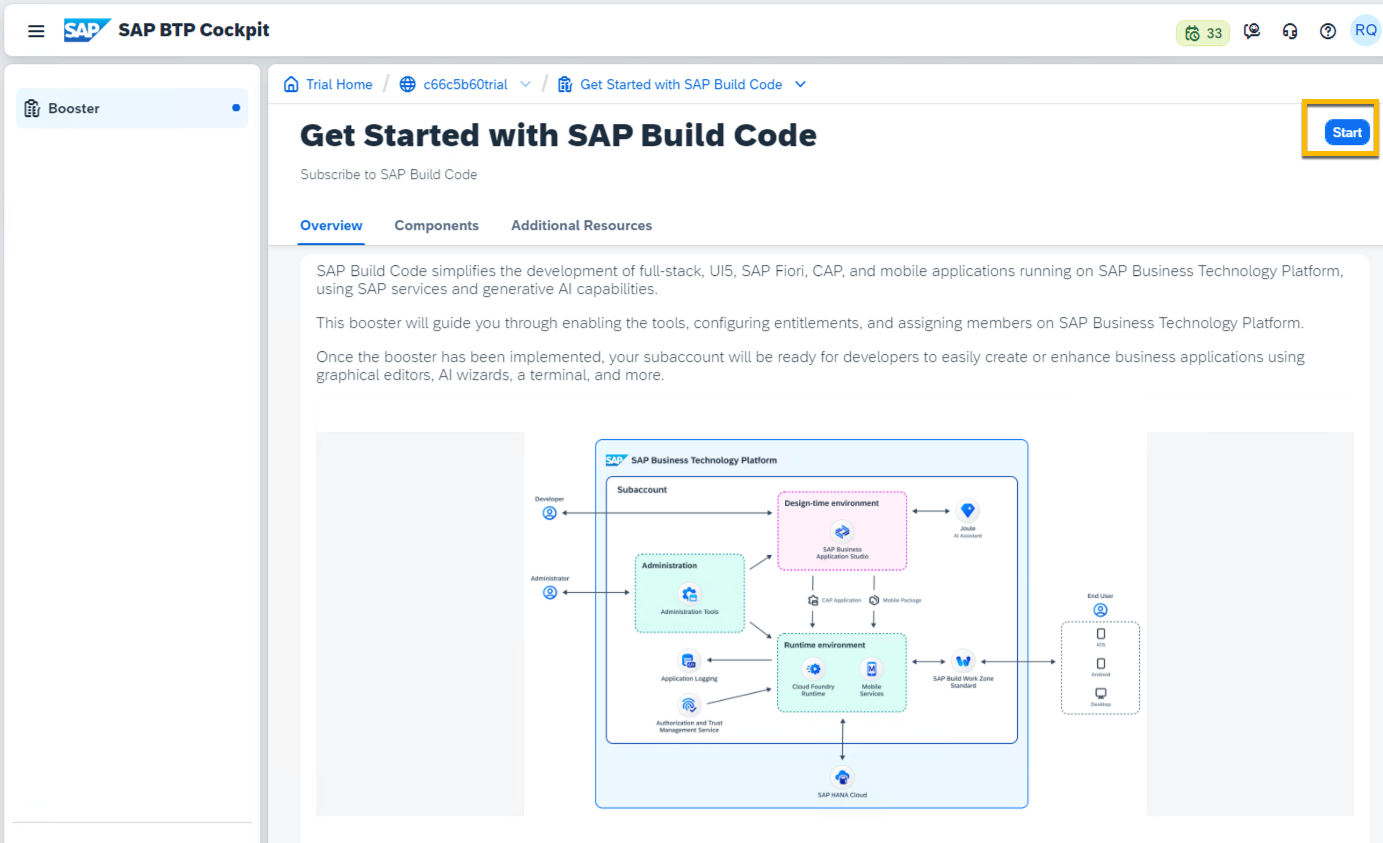 SAP SAP BTP Cockpit
33
RQ
Booster
Trial Home / c66c5b60trial / Get Started with SAP Build Code
Get Started with SAP Build Code
Start
Subscribe to SAP Build Code
Overview Components Additional Resources
SAP Build Code simplifies the development of full-stack, UI5, SAP Fiori, CAP, and mobile applications running on SAP Business Technology Platform,
using SAP services and generative AI capabilities.
This booster will guide you through enabling the tools, configuring entitlements, and assigning members on SAP Business Technology Platform.
Once the booster has been implemented, your subaccount will be ready for developers to easily create or enhance business applications using
graphical editors, AI wizards, a terminal, and more.
SAP SAP Business Technology Platform
Subaccount
Developer
Design-time environment
SAP Business
Application Studio
Joule
AI Assistant
Administration
Administration Tools
Administrator
CAP Application
Mobile Package
End User
iOS
Android
Desktop
Runtime environment
Cloud Foundry
Runtime
Mobile
Services
Application Logging
SAP Build Work Zone
Standard
Authorization and Trust
Management Service
SAP HANA Cloud